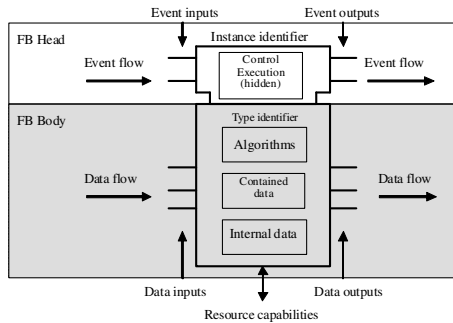 Event inputs
Event outputs
FB Head
Instance identifier
Event flow
Control
Execution
(hidden)
Event flow
FB Body
Type identifier
Algorithms
Data flow
Contained
data
Data flow
Internal data
Data inputs
Data outputs
Resource capabilities